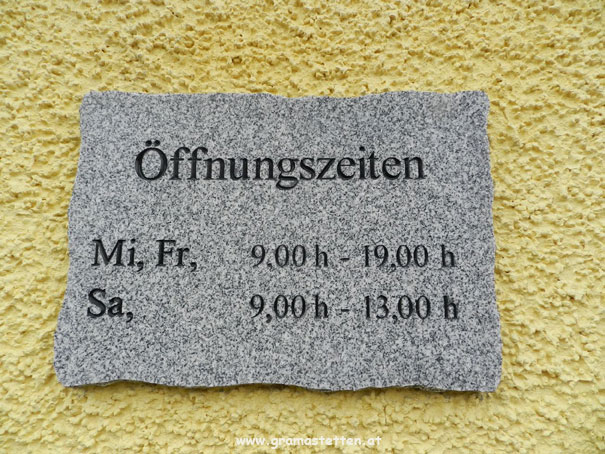 Öffnungszeiten
Mi, Fr, 9,00 h - 19,00 h
Sa, 9,00 h - 13,00 h
www.gramastetten.at